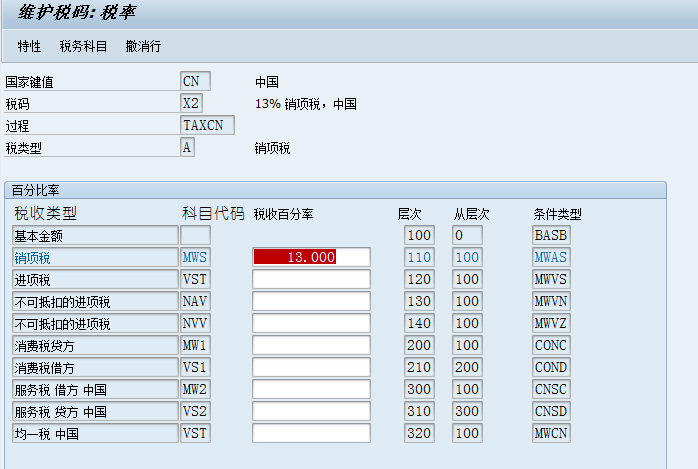 维护税码: 税率
特性 税务科目 撤消行
国家键值 CN 中国
税码 X2 13% 销项税，中国
过程 TAXCN
税类型 A 销项税
百分比率
税收类型 科目代码 税收百分率 层次 从层次 条件类型
基本金额 100 0 BASB
销项税 MWS 13.000 110 100 MWAS
进项税 VST 120 100 MWVS
不可抵扣的进项税 NAV 130 100 MWVN
不可抵扣的进项税 NVV 140 100 MWVZ
消费税贷方 MW1 200 100 CONC
消费税借方 VS1 210 200 COND
服务税 借方 中国 MW2 300 100 CNSC
服务税 贷方 中国 VS2 310 300 CNSD
均一税 中国 VST 320 100 MWCN